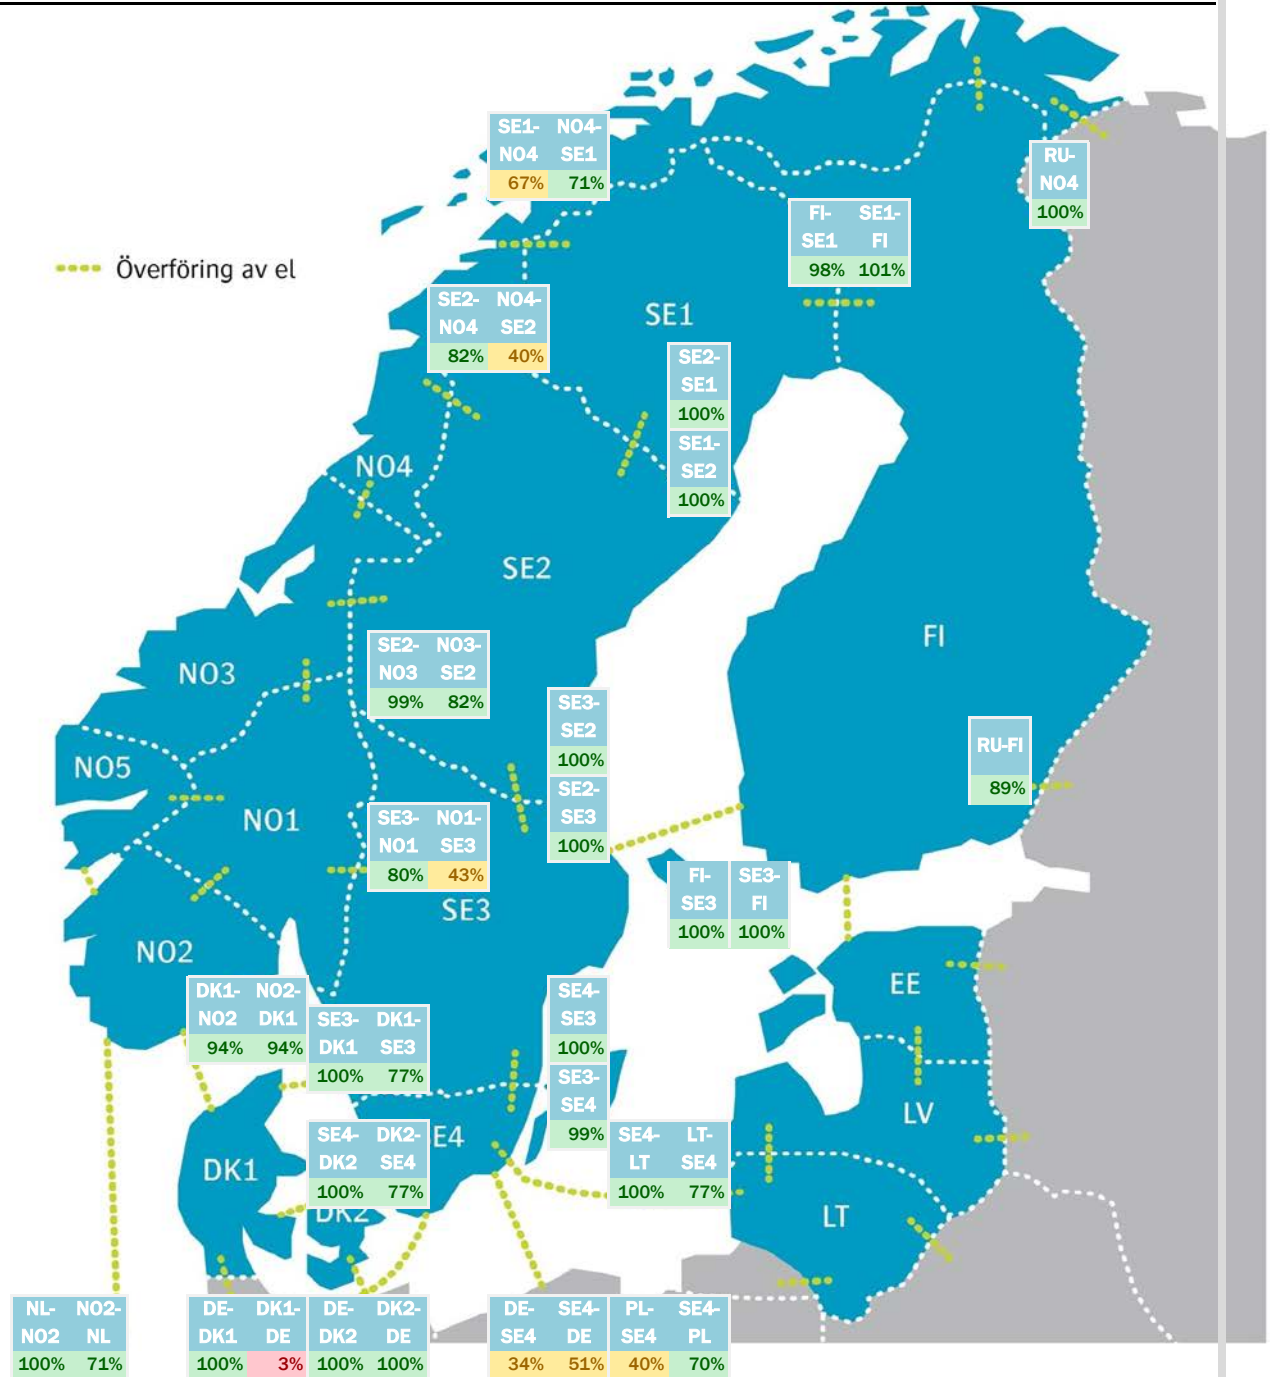 SE1- NO4-
NO4 SE1
67% 71%
RU-
NO4
100%
FI- SE1-
SE1 FI
98% 101%
Överföring av el
SE2- NO4-
NO4 SE2
82% 40%
SE1
SE2-
SE1
100%
SE1-
SE2
100%
NO4
SE2
FI
SE2- NO3-
NO3 SE2
99% 82%
NO3
SE3-
SE2
100%
SE2-
SE3
100%
RU-FI
89%
NO5
NO1
SE3- NO1-
NO1 SE3
80% 43%
SE3
FI- SE3-
SE3 FI
100% 100%
NO2
EE
DK1- NO2-
NO2 DK1
94% 94%
SE3- DK1-
DK1 SE3
100% 77%
SE4-
SE3
100%
SE3-
SE4
99%
LV
SE4- DK2-
DK2 SE4
100% 77%
E4
SE4- LT-
LT SE4
100% 77%
DK1
DK2
LT
NL- NO2-
NO2 NL
100% 71%
DE- DK1-
DK1 DE
100% 3%
DE- DK2-
DK2 DE
100% 100%
DE- SE4-
SE4 DE
34% 51%
PL- SE4-
SE4 PL
40% 70%